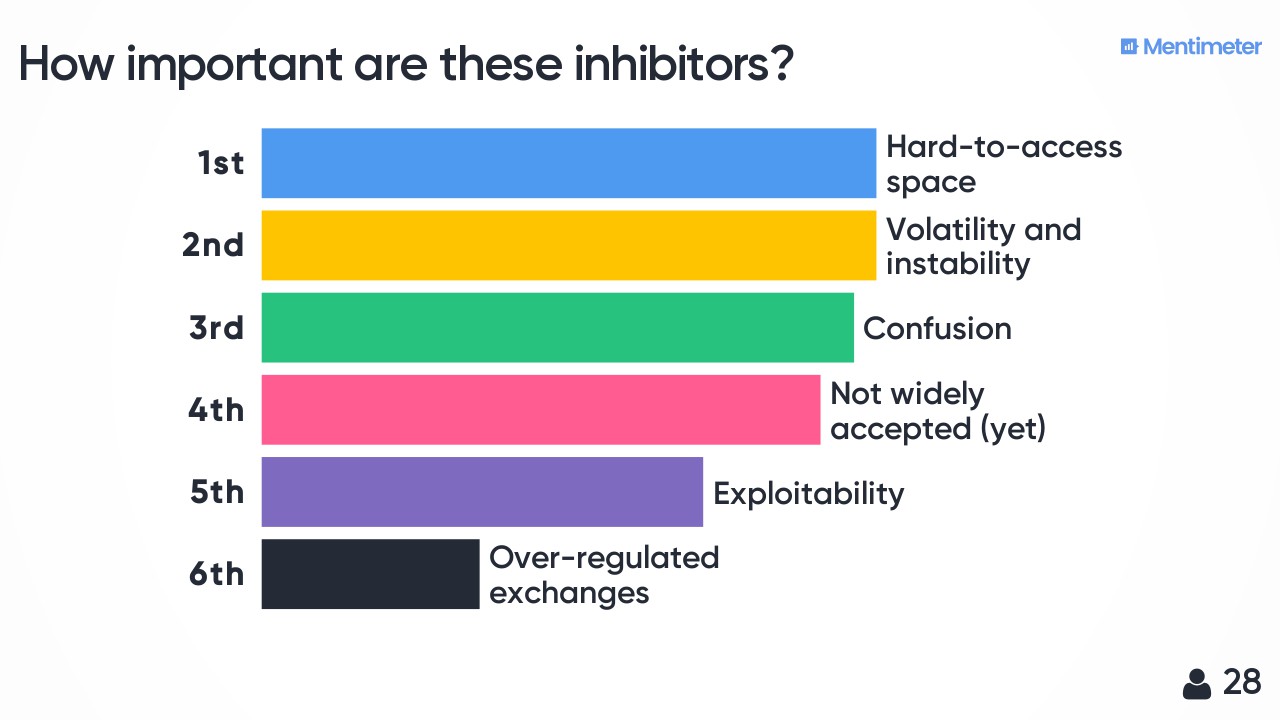 How important are these inhibitors?
Mentimeter
1st
Hard-to-access
space
2nd
Volatility and
instability
3rd
Confusion
4th
Not widely
accepted (yet)
5th
Exploitability
6th
Over-regulated
exchanges
28